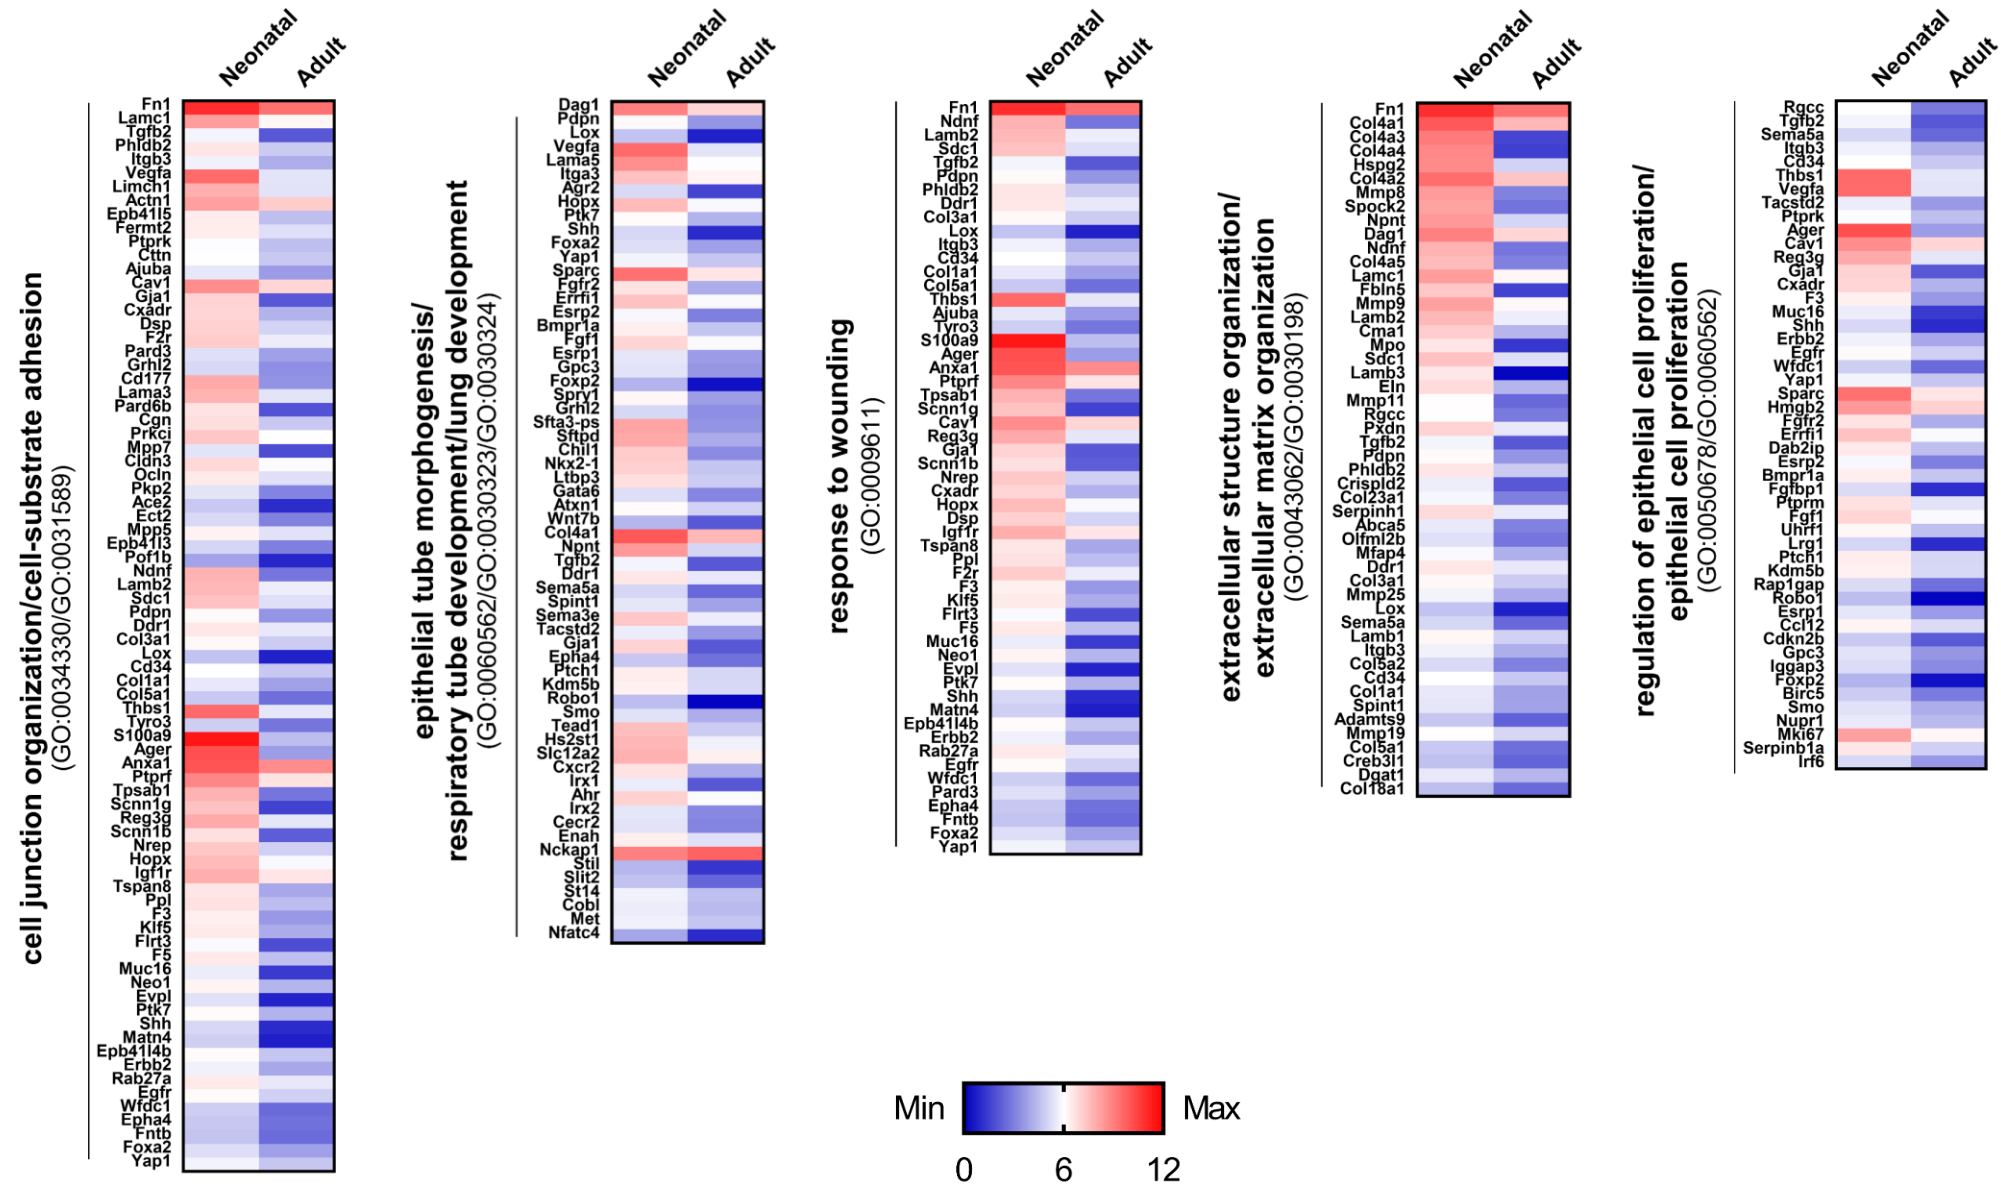 Neonatal
Adult
cell junction organization/cell-substrate adhesion
(GO:0034330/GO:0031589)
Fn1
Lamc1
Tgfb2
Phldb2
Itgb3
Vegfa
Limch1
Actn1
Epb41l5
Fermt2
Ptprk
Cttn
Ajuba
Cav1
Gja1
Cxadr
Dsp
F2r
Pard3
Grhl2
Cd177
Lama3
Pard6b
Cgn
Prkci
Mpp7
Cldn3
Ocln
Pkp2
Ace2
Ect2
Mpp5
Epb41l3
Pof1b
Ndnf
Lamb2
Sdc1
Pdpn
Ddr1
Col3a1
Lox
Cd34
Col1a1
Col5a1
Thbs1
Tyro3
S100a9
Ager
Anxa1
Ptprf
Tpsab1
Scnn1g
Reg3g
Scnn1b
Nrep
Hopx
Igf1r
Tspan8
Ppl
F3
Klf5
Flrt3
F5
Muc16
Neo1
Evpl
Ptk7
Shh
Matn4
Epb41l4b
Erbb2
Rab27a
Egfr
Wfdc1
Epha4
Fntb
Foxa2
Yap1
Neonatal
Adult
epithelial tube morphogenesis/
respiratory tube development/lung development
(GO:0060562/GO:0030323/GO:0030324)
Dag1
Pdpn
Lox
Vegfa
Lama5
Itga3
Agr2
Hopx
Ptk7
Shh
Foxa2
Yap1
Sparc
Fgfr2
Errfi1
Esrp2
Bmpr1a
Fgf1
Esrp1
Gpc3
Foxp2
Spry1
Grhl2
Sfta3-ps
Sftpd
Chil1
Nkx2-1
Ltbp3
Gata6
Atxn1
Wnt7b
Col4a1
Npnt
Tgfb2
Ddr1
Sema5a
Spint1
Sema3e
Tacstd2
Gja1
Epha4
Ptch1
Kdm5b
Robo1
Smo
Tead1
Hs2st1
Slc12a2
Cxcr2
Irx1
Ahr
Irx2
Cecr2
Enah
Nckap1
Stil
Slit2
St14
Cobl
Met
Nfatc4
Neonatal
Adult
response to wounding
(GO:0009611)
Fn1
Ndnf
Lamb2
Sdc1
Tgfb2
Pdpn
Phldb2
Ddr1
Col3a1
Lox
Itgb3
Cd34
Col1a1
Col5a1
Thbs1
Ajuba
Tyro3
S100a9
Ager
Anxa1
Ptprf
Tpsab1
Scnn1g
Cav1
Reg3g
Gja1
Scnn1b
Nrep
Cxadr
Hopx
Dsp
Igf1r
Tspan8
Ppl
F2r
F3
Klf5
Flrt3
F5
Muc16
Neo1
Evpl
Ptk7
Shh
Matn4
Epb41l4b
Erbb2
Rab27a
Egfr
Wfdc1
Pard3
Epha4
Fntb
Foxa2
Yap1
Neonatal
Adult
extracellular structure organization/
extracellular matrix organization
(GO:0043062/GO:0030198)
Fn1
Col4a1
Col4a3
Col4a4
Hspg2
Col4a2
Mmp8
Spock2
Npnt
Dag1
Ndnf
Col4a5
Lamc1
Fbln5
Mmp9
Lamb2
Cma1
Mpo
Sdc1
Lamb3
Eln
Mmp11
Rgcc
Pxdn
Tgfb2
Pdpn
Phldb2
Crispld2
Col23a1
Serpinh1
Abca5
Olfml2b
Mfap4
Ddr1
Col3a1
Mmp25
Lox
Sema5a
Lamb1
Itgb3
Col5a2
Cd34
Col1a1
Spint1
Adamts9
Mmp19
Col5a1
Creb3l1
Dgat1
Col18a1
Neonatal
Adult
regulation of epithelial cell proliferation/
epithelial cell proliferation
(GO:0050678/GO:0060562)
Rgcc
Tgfb2
Sema5a
Itgb3
Cd34
Thbs1
Vegfa
Tacstd2
Ptprk
Ager
Cav1
Reg3g
Gja1
Cxadr
F3
Muc16
Shh
Erbb2
Egfr
Wfdc1
Yap1
Sparc
Hmgb2
Fgfr2
Errfi1
Dab2ip
Esrp2
Bmpr1a
Fgfbp1
Ptprm
Fgf1
Uhrf1
Lrg1
Ptch1
Kdm5b
Rap1gap
Robo1
Esrp1
Ccl12
Cdkn2b
Gpc3
Iqgap3
Foxp2
Birc5
Smo
Nupr1
Mki67
Serpinb1a
Irf6
Min
Max
0
6
12